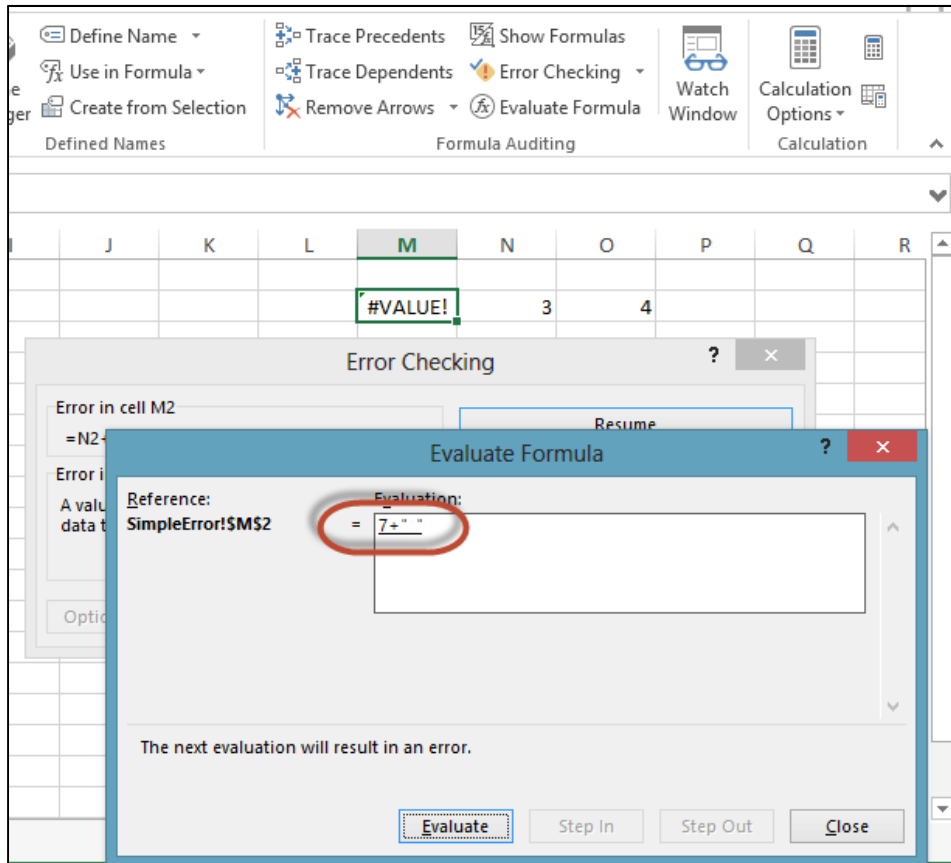 Define Name Trace Precedents Show Formulas
Use in Formula Trace Dependents Error Checking
Create from Selection Remove Arrows Evaluate Formula
Watch
Window
Calculation
Options
Defined Names Formula Auditing Calculation
J K L M N O P Q R
#VALUE! 3 4
Error Checking ?
Error in cell M2
=N2+
Resume
Evaluate Formula ?
Reference: Evaluation:
SimpleError!$M$2 = 7+" "
A valu
data t
The next evaluation will result in an error.
Evaluate Step In Step Out Close